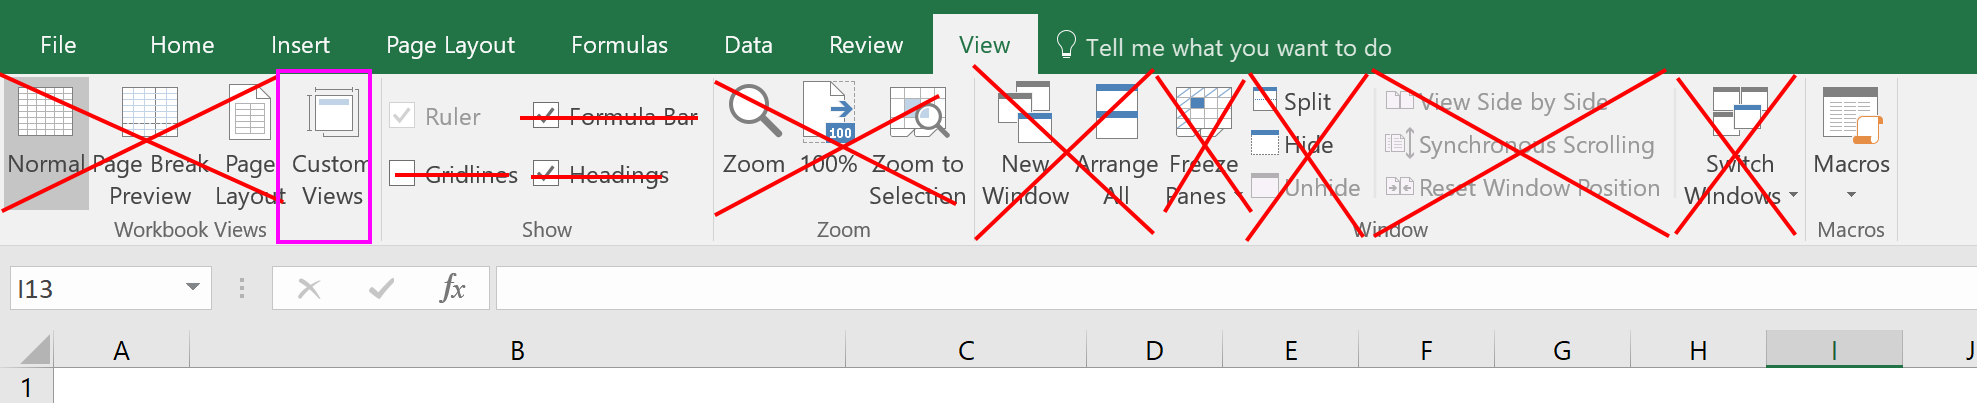 File Home Insert Page Layout Formulas Data Review View Tell me what you want to do
Normal
Page Break
Preview
Page
Layout
Custom
Views
Workbook Views
Ruler
Formula Bar
Gridlines
Headings
Show
Zoom
100
100%
Zoom to
Selection
Zoom
New
Window
Arrange
All
Freeze
Panes
Split
Hide
Unhide
View Side by Side
Synchronous Scrolling
Reset Window Position
Switch
Windows
Window
Macros
Macros
I13
fx
A B C D E F G H I J
1